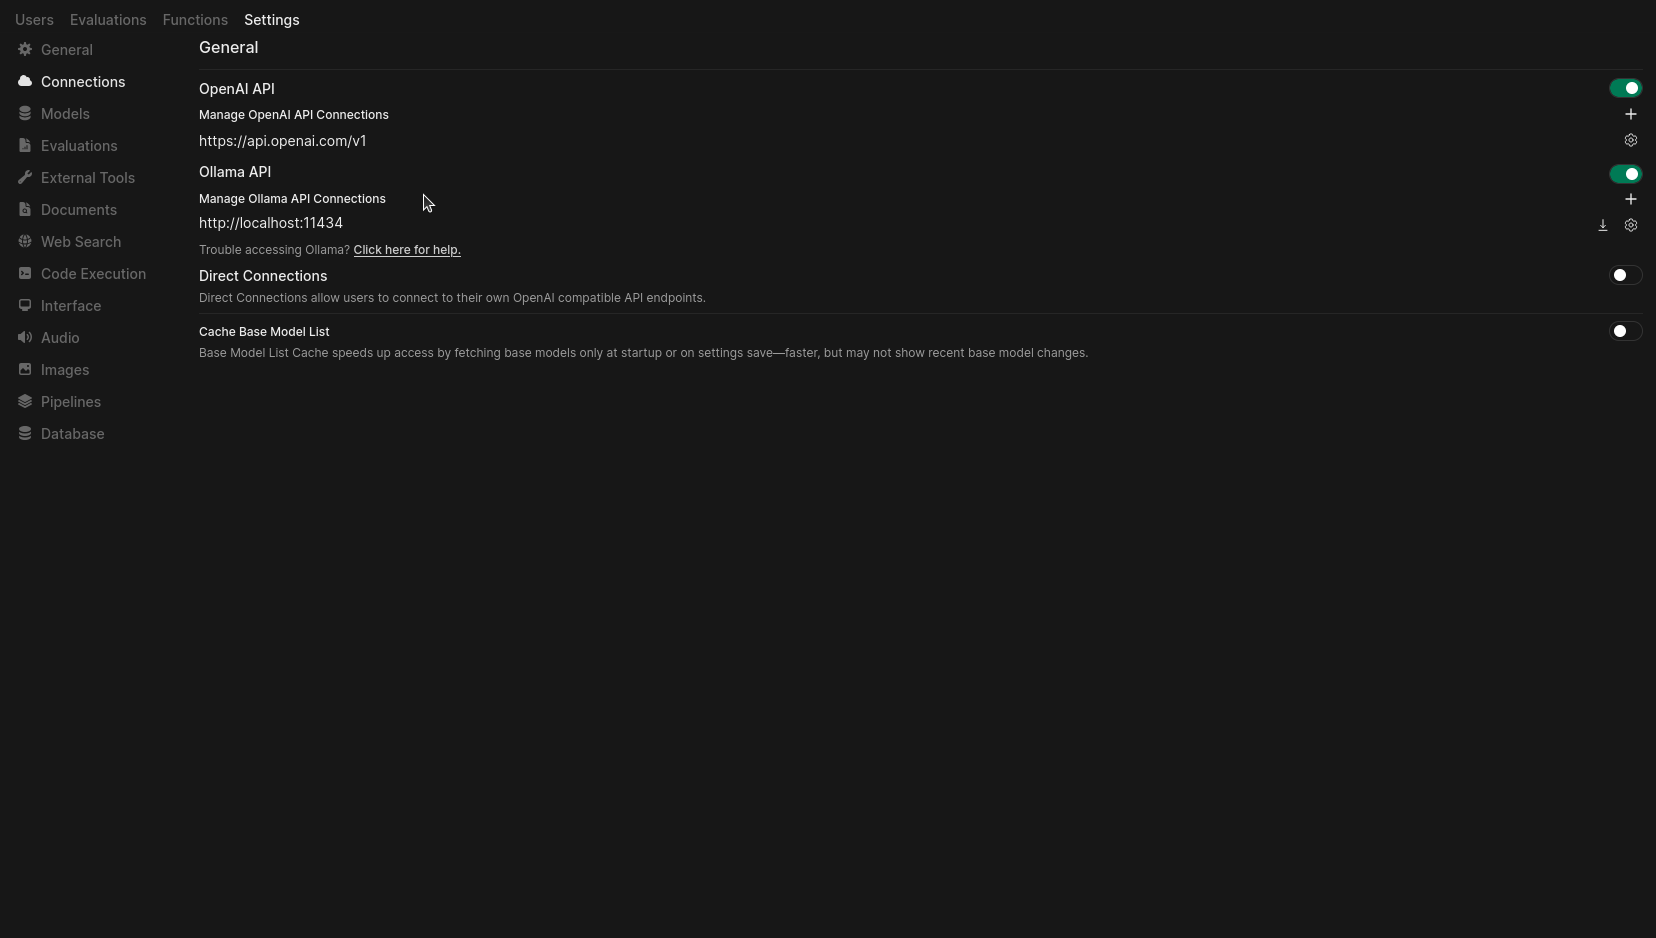 Users Evaluations Functions Settings
General
Connections
Models
Evaluations
External Tools
Documents
Web Search
Code Execution
Interface
Audio
Images
Pipelines
Database
General
OpenAI API
Manage OpenAI API Connections
https://api.openai.com/v1
Ollama API
Manage Ollama API Connections
http://localhost:11434
Trouble accessing Ollama? Click here for help.
Direct Connections
Direct Connections allow users to connect to their own OpenAI compatible API endpoints.
Cache Base Model List
Base Model List Cache speeds up access by fetching base models only at startup or on settings save—faster, but may not show recent base model changes.